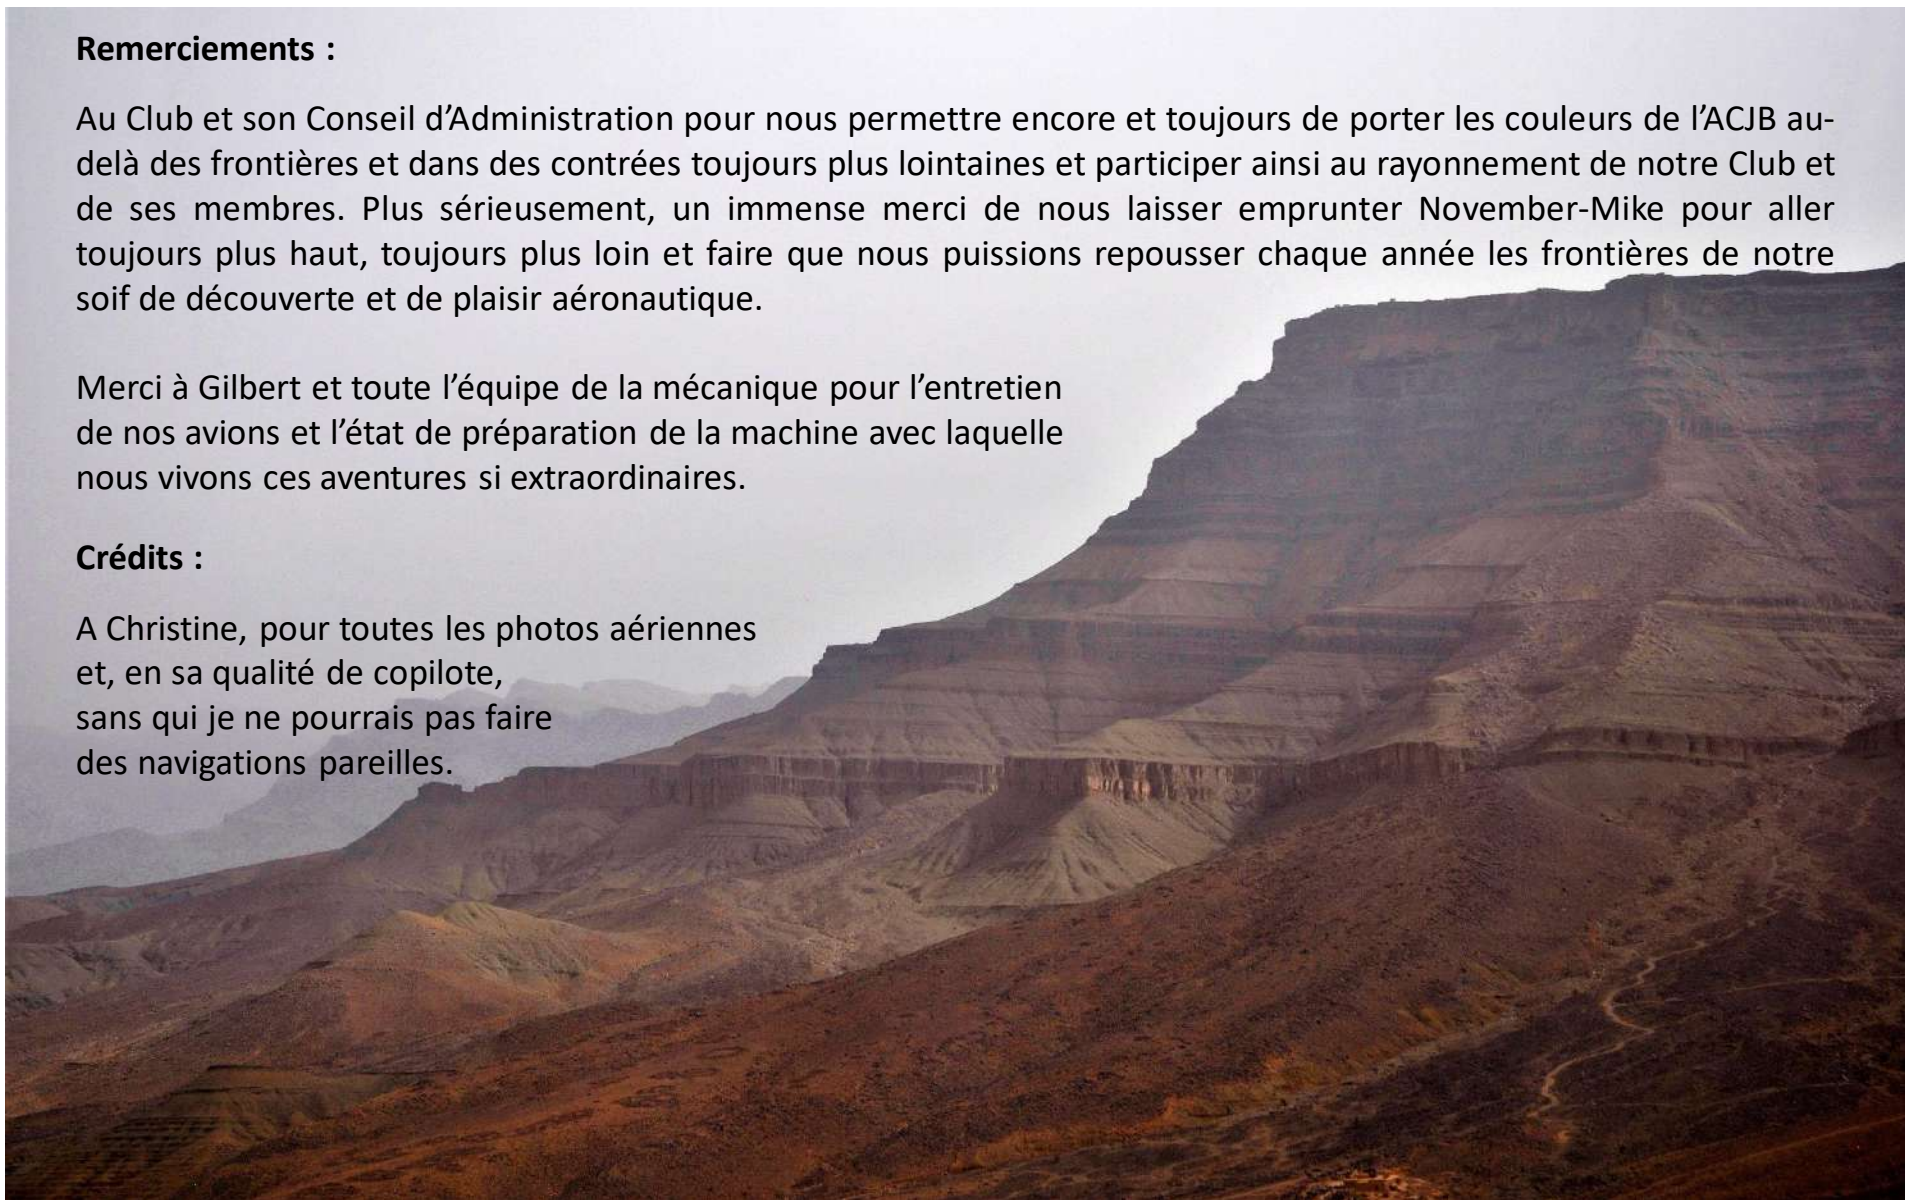 Remerciements :
Au Club et son Conseil d’Administration pour nous permettre encore et toujours de porter les couleurs de l’ACJB au-
delà des frontières et dans des contrées toujours plus lointaines et participer ainsi au rayonnement de notre Club et
de ses membres. Plus sérieusement, un immense merci de nous laisser emprunter November-Mike pour aller
toujours plus haut, toujours plus loin et faire que nous puissions repousser chaque année les frontières de notre
soif de découverte et de plaisir aéronautique.
Merci à Gilbert et toute l’équipe de la mécanique pour l’entretien
de nos avions et l’état de préparation de la machine avec laquelle
nous vivons ces aventures si extraordinaires.
Crédits :
A Christine, pour toutes les photos aériennes
et, en sa qualité de copilote,
sans qui je ne pourrais pas faire
des navigations pareilles.